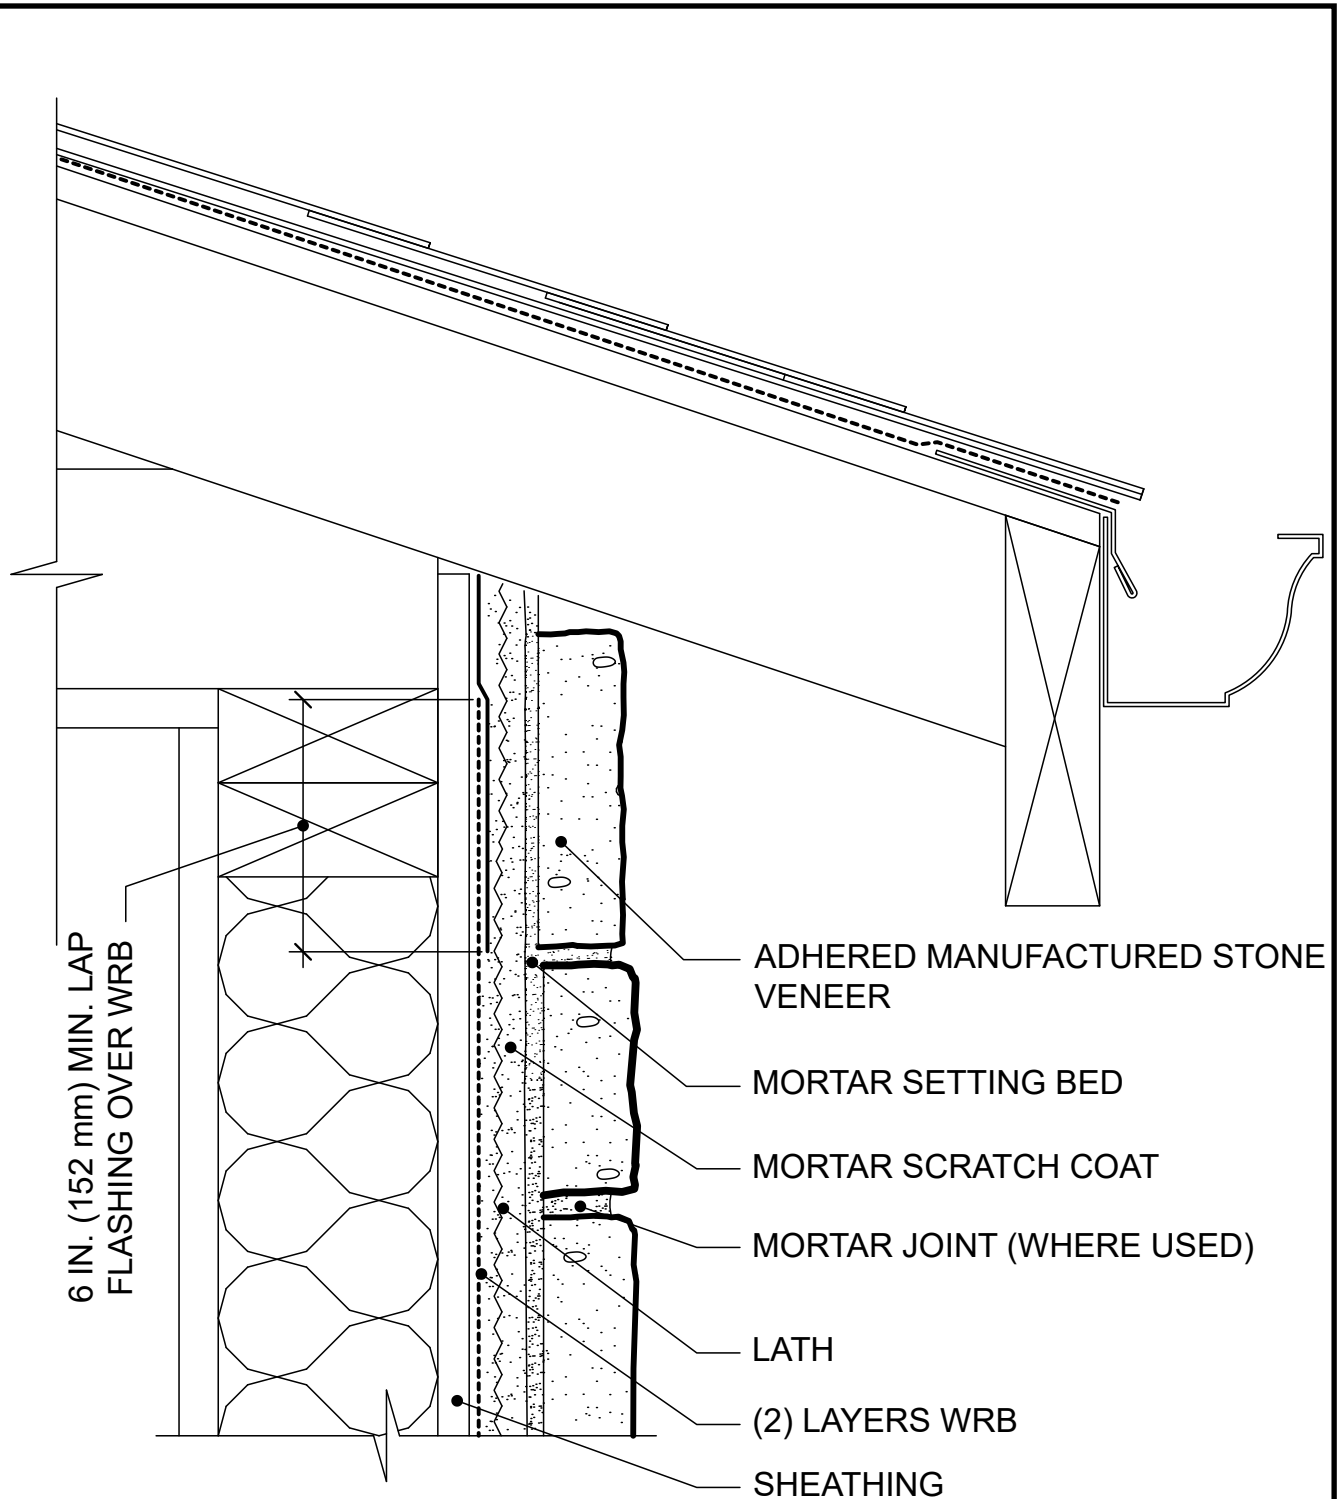 6 IN. (152 mm) MIN. LAP
FLASHING OVER WRB
ADHERED MANUFACTURED STONE
VENEER
MORTAR SETTING BED
MORTAR SCRATCH COAT
MORTAR JOINT (WHERE USED)
LATH
(2) LAYERS WRB
SHEATHING